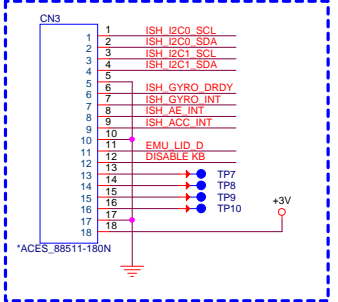 CN3
1 1 ISH_I2C0_SCL
2 2 ISH_I2C0_SDA
3 3 ISH_I2C1_SCL
4 4 ISH_I2C1_SDA
5 5
6 6 ISH_GYRO_DRDY
7 7 ISH_GYRO_INT
8 8 ISH_AE_INT
9 9 ISH_ACC_INT
10 10
11 11 EMU_LID_D
12 12 DISABLE KB
13 13 TP7
14 14 TP8
15 15 TP9
16 16 TP10
17 17 +3V
18 18
*ACES_88511-180N